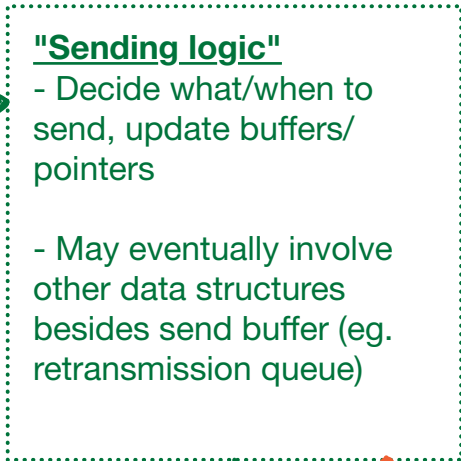 "Sending logic"
- Decide what/when to
send, update buffers/
pointers
- May eventually involve
other data structures
besides send buffer (eg.
retransmission queue)